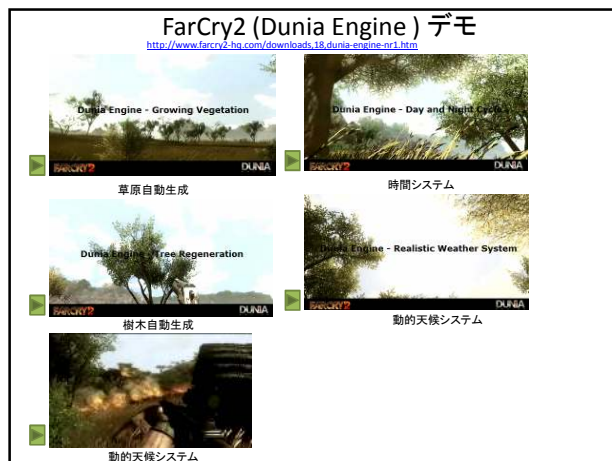 FarCry2 (Dunia Engine ) デモ
http://www.farcry2-hq.com/downloads,18,dunia-engine-nr1.htm
Dunia Engine - Growing Vegetation
FARCRY2 DUNIA
草原自動生成
Dunia Engine - Day and Night Cycle
FARCRY2 DUNIA
時間システム
Dunia Engine - Tree Regeneration
FARCRY2 DUNIA
樹木自動生成
Dunia Engine - Realistic Weather System
FARCRY2 DUNIA
動的天候システム
動的天候システム